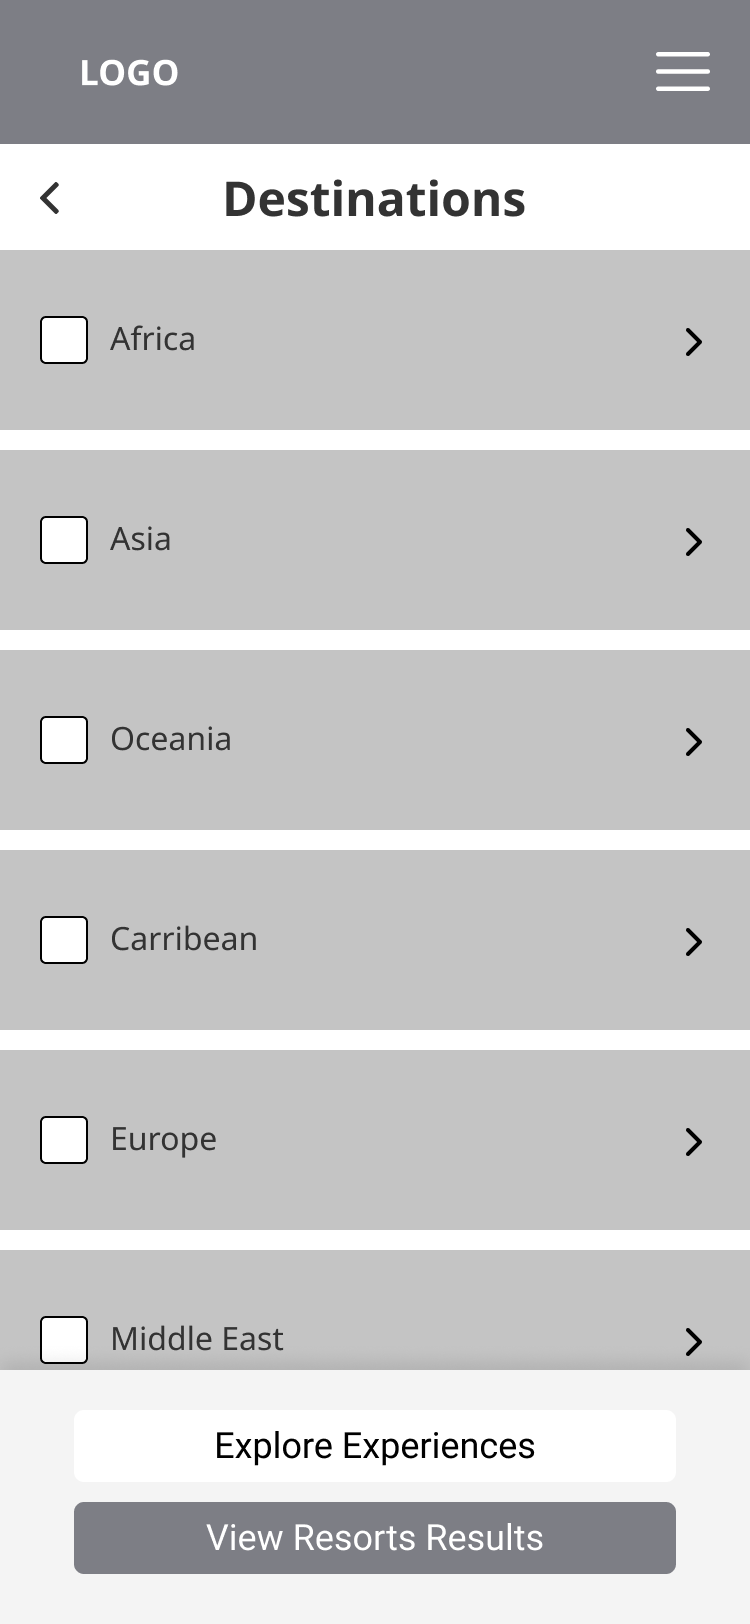 LOGO
Destinations
Africa
Asia
Oceania
Carribean
Europe
Middle East
Explore Experiences
View Resorts Results